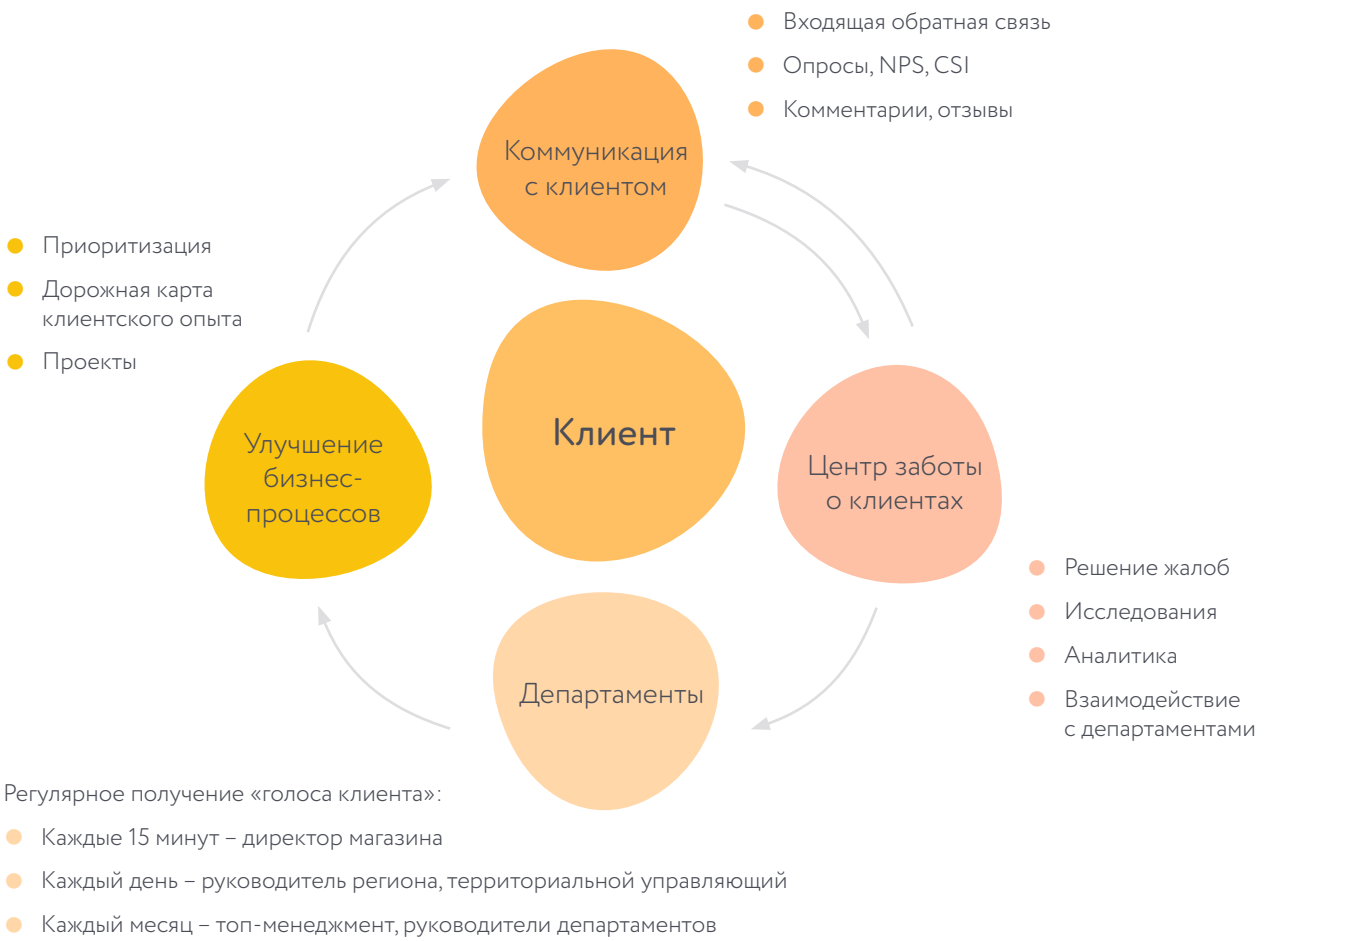 Входящая обратная связь
Опросы, NPS, CSI
Комментарии, отзывы
Коммуникация
с клиентом
Приоритизация
Дорожная карта
клиентского опыта
Проекты
Улучшение
бизнес-
процессов
Клиент
Центр заботы
о клиентах
Решение жалоб
Исследования
Аналитика
Взаимодействие
с департаментами
Департаменты
Регулярное получение «голоса клиента»:
Каждые 15 минут – директор магазина
Каждый день – руководитель региона, территориальной управляющий
Каждый месяц – топ-менеджмент, руководители департаментов